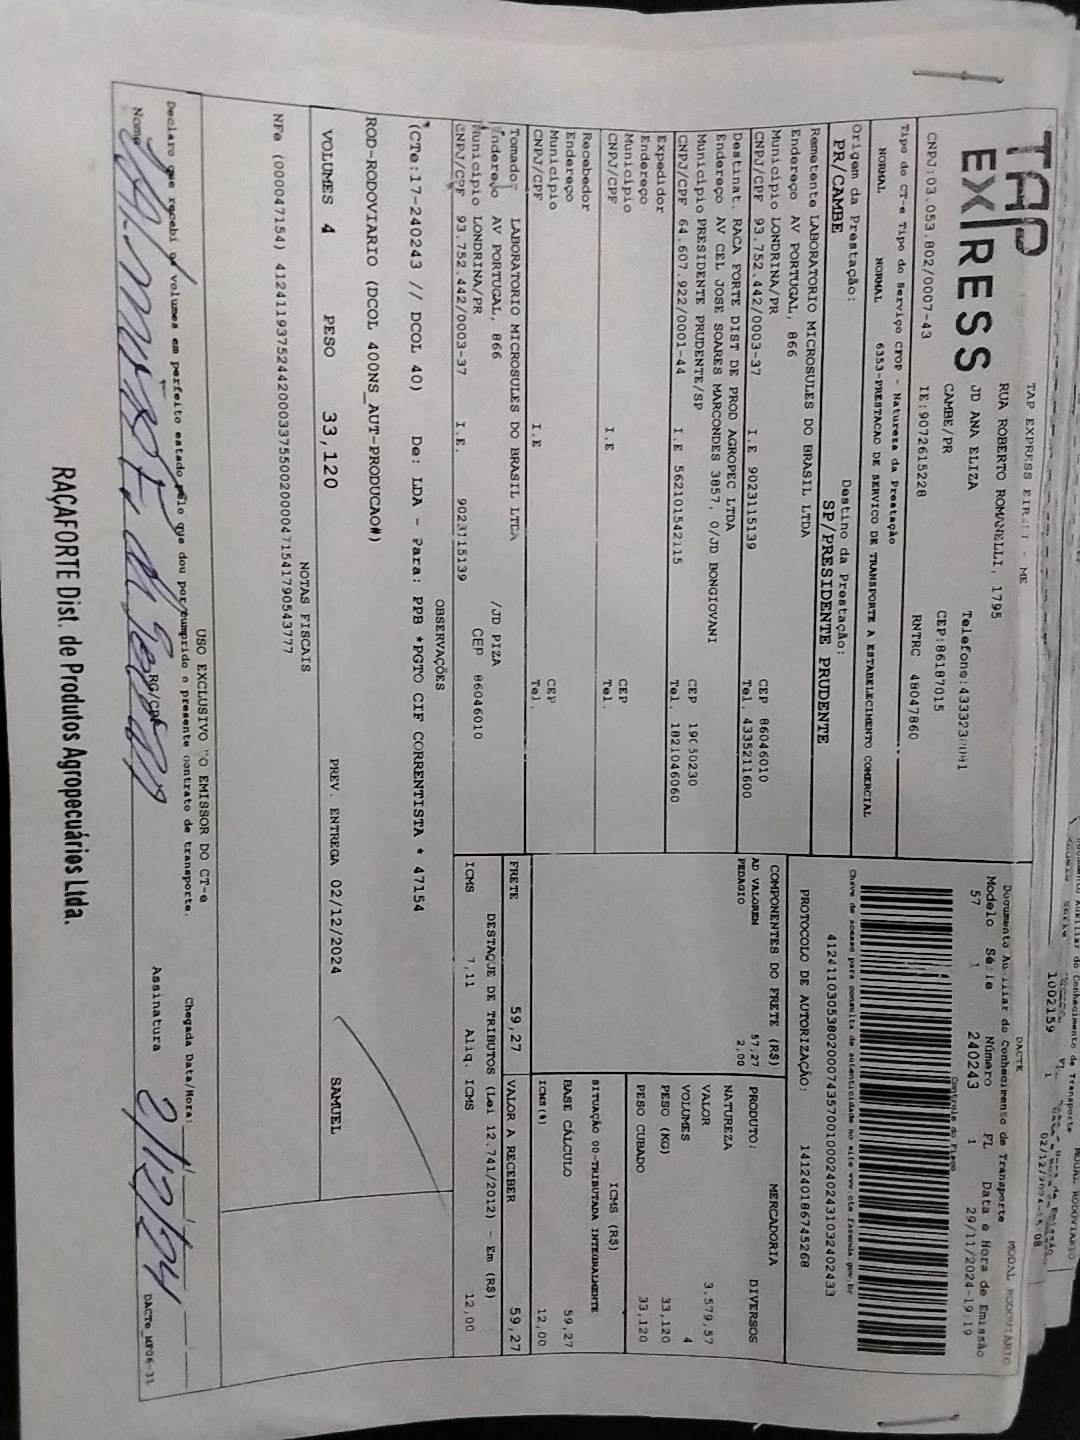 TAP EXPRESS
TAP EXPRESS EIRELI - ME
RUA ROBERTO ROMANELLI, 1795
JD ANA ELIZA
CAMBE/PR
CEP:86187015
CNPJ:03.053.802/0007-43 IE:9072615228 RNTRC 48047860
Tipo do CT-e Tipo do Serviço CFOP - Natureza da Prestação
NORMAL NORMAL 6353-PRESTACAO DE SERVICO DE TRANSPORTE A ESTABELECIMENTO COMERCIAL
Origem da Prestação: Destino da Prestação:
PR/CAMBE SP/PRESIDENTE PRUDENTE
Remetente LABORATORIO MICROSULES DO BRASIL LTDA
Endereço AV PORTUGAL, 866
Municipio LONDRINA/PR CEP 86046010
CNPJ/CPF 93.752.442/0003-37 I.E 9023115139 Tel. 4335211600
Destinat. RACA FORTE DIST DE PROD AGROPEC LTDA
Endereço AV CEL JOSE SOARES MARCONDES 3857, 0/JD BONGIOVANI
Municipio PRESIDENTE PRUDENTE/SP CEP 19050230
CNPJ/CPF 64.607.922/0001-44 I.E 562101542115 Tel. 1821046060
Expedidor
Endereço
Municipio CEP
CNPJ/CPF I.E Tel.
Recebedor
Endereço
Municipio CEP
CNPJ/CPF I.E Tel.
Tomador LABORATORIO MICROSULES DO BRASIL LTDA
Endereço AV PORTUGAL, 866 /JD PIZA
Municipio LONDRINA/PR CEP 86046010
CNPJ/CPF 93.752.442/0003-37 I.E. 9023115139
DACTE MODAL RODOVIÁRIO
Documento Auxiliar do Conhecimento de Transporte
Modelo Série Número FL Data e Hora de Emissão
57 1 240243 1 29/11/2024-19:19
Controle do Fisco
Chave de acesso para consulta de autenticidade no site www.cte.fazenda.gov.br
PROTOCOLO DE AUTORIZAÇÃO: 141240186745268
COMPONENTES DO FRETE (R$)
AD VALOREM 57,27
PEDAGIO 2,00
MERCADORIA
PRODUTO: DIVERSOS
NATUREZA
VALOR 3.579,57
VOLUMES 4
PESO (KG) 33,120
PESO CUBADO 33,120
ICMS (R$)
SITUAÇÃO 00-TRIBUTADA INTEGRALMENTE
BASE CÁLCULO 59,27
ICMS(%) 12,00
FRETE 59,27 VALOR A RECEBER 59,27
DESTAQUE DE TRIBUTOS (Lei 12.741/2012) - Em (R$)
ICMS 7,11 Aliq. ICMS 12,00
OBSERVAÇÕES
(CTe:17-240243 // DCOL 40) De: LDA - Para: PPB *PGTO CIF CORRENTISTA * 47154
ROD-RODOVIARIO (DCOL 400NS_AUT-PRODUCAO#)
VOLUMES 4 PESO 33,120 PREV. ENTREGA 02/12/2024 SAMUEL
NOTAS FISCAIS
USO EXCLUSIVO DO EMISSOR DO CT-e
Declaro que recebi os volumes em perfeito estado pelo que dou por cumprido o presente contrato de transporte.
Chegada Data/Hora:
Nome RG/CPF Assinatura 2/12/24
DACTe_MF06-31
RAÇAFORTE Dist. de Produtos Agropecuários Ltda.